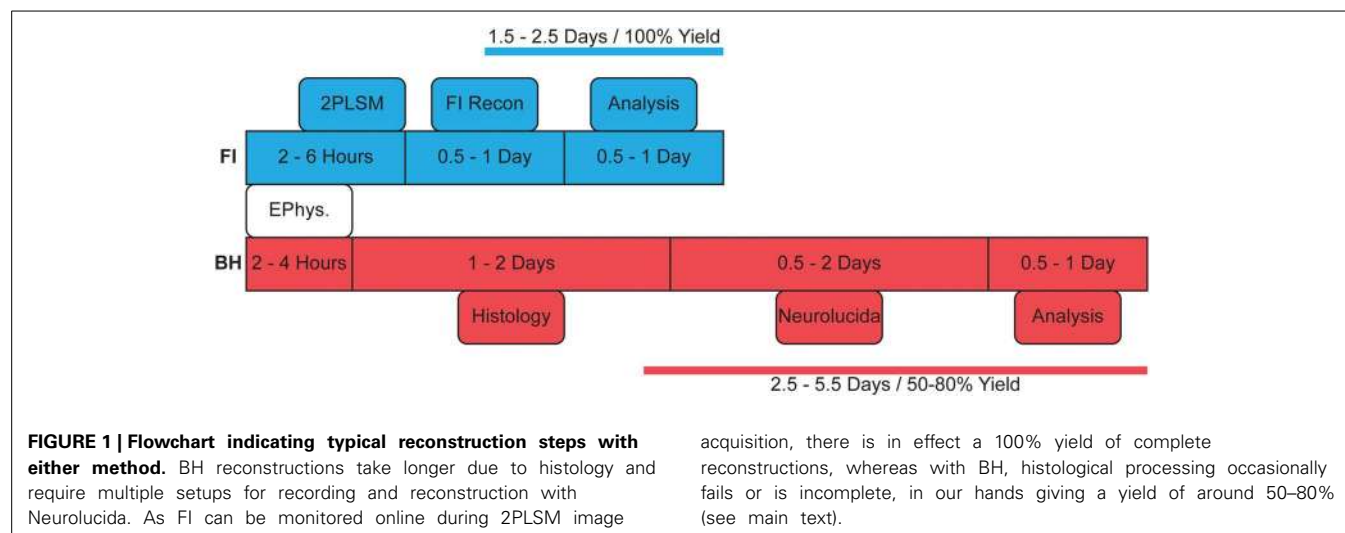 1.5 - 2.5 Days / 100% Yield
2PLSM
FI Recon
Analysis
FI
2 - 6 Hours
0.5 - 1 Day
0.5 - 1 Day
EPhys.
BH
2 - 4 Hours
1 - 2 Days
0.5 - 2 Days
0.5 - 1 Day
Histology
Neurolucida
Analysis
2.5 - 5.5 Days / 50-80% Yield
FIGURE 1 | Flowchart indicating typical reconstruction steps with
either method. BH reconstructions take longer due to histology and
require multiple setups for recording and reconstruction with
Neurolucida. As FI can be monitored online during 2PLSM image
acquisition, there is in effect a 100% yield of complete
reconstructions, whereas with BH, histological processing occasionally
fails or is incomplete, in our hands giving a yield of around 50–80%
(see main text).